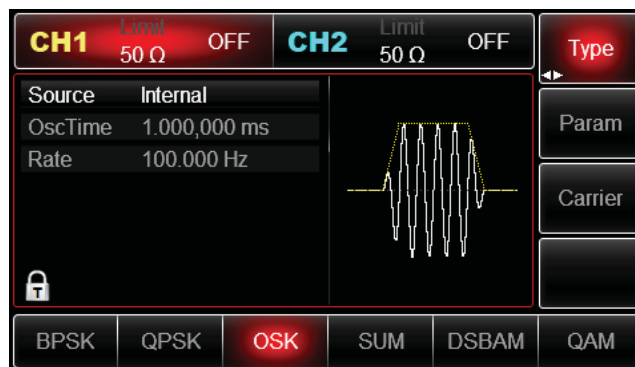 CH1 Limit 50 Ω OFF
CH2 Limit 50 Ω OFF
Type
Source Internal
OscTime 1.000,000 ms
Rate 100.000 Hz
Param
Carrier
T
BPSK QPSK OSK SUM DSBAM QAM